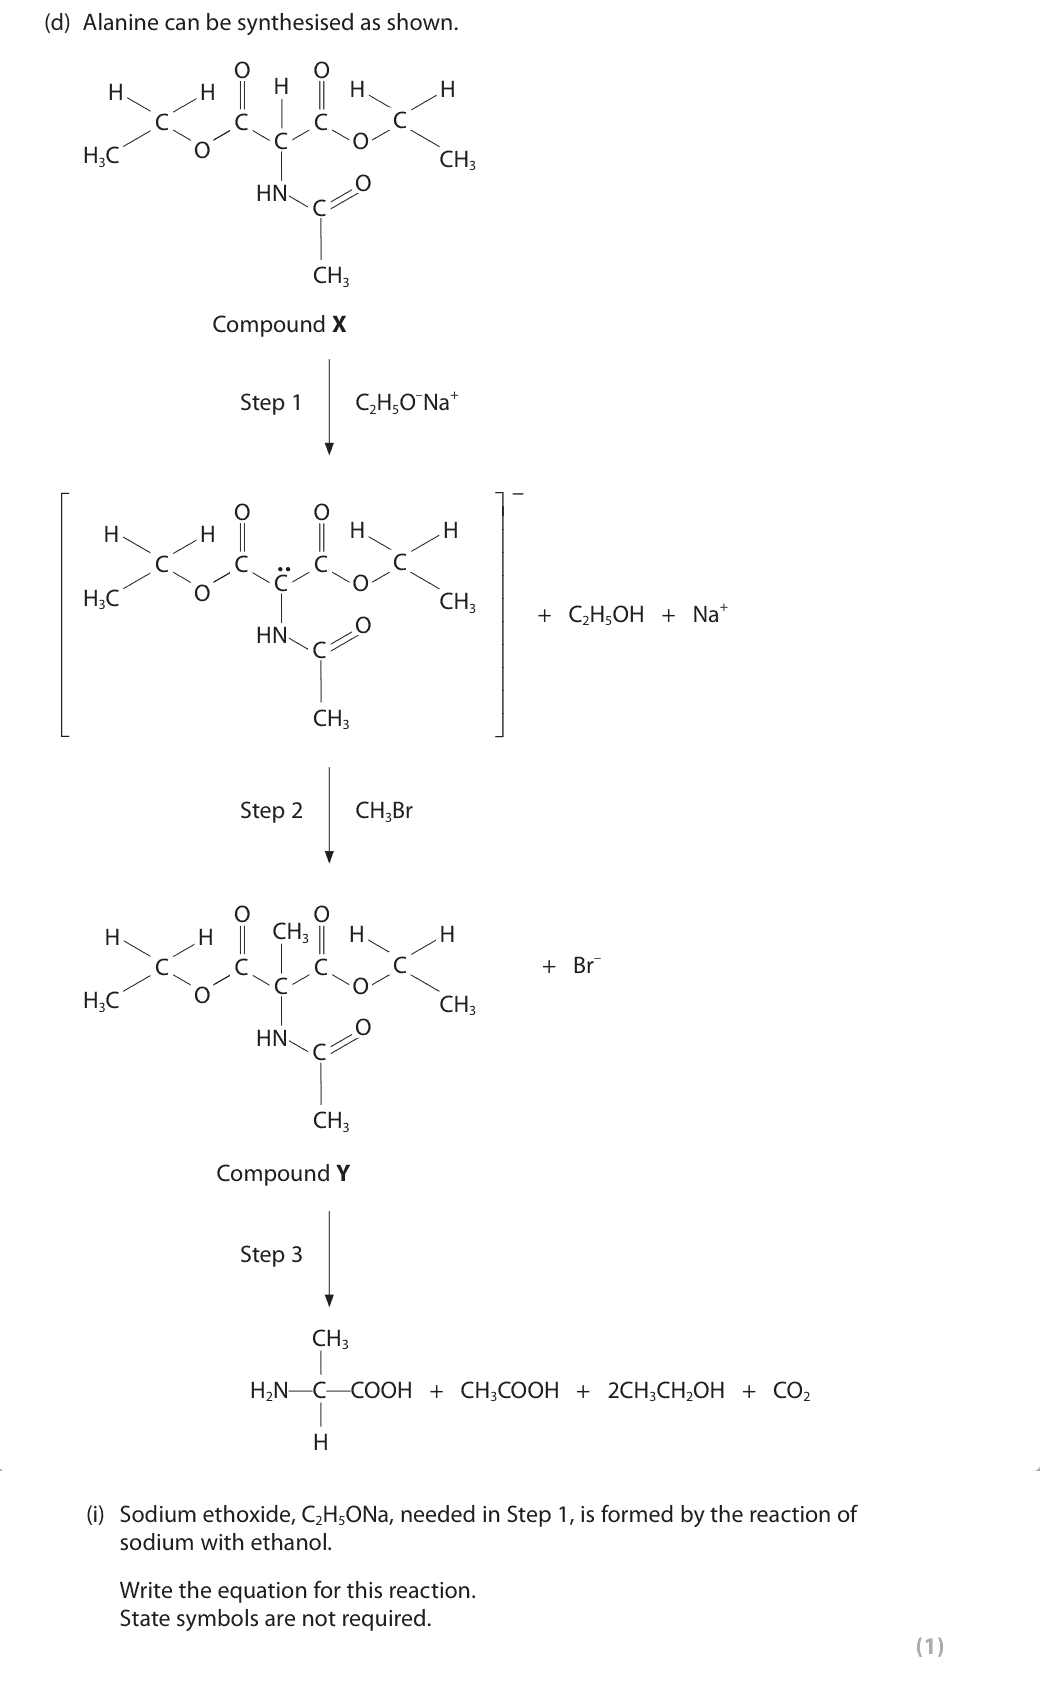 (d) Alanine can be synthesised as shown.
O O
H H H H H
C C C C
H₃C O C O CH₃
HN O
C
CH₃
Compound X
Step 1 C₂H₅O⁻Na⁺
O O –
H H H H
C C C̈ C C
H₃C O O CH₃
HN O + C₂H₅OH + Na⁺
C
CH₃
Step 2 CH₃Br
O O
H H CH₃ H H
C C C C + Br⁻
H₃C O C O CH₃
HN O
C
CH₃
Compound Y
Step 3
CH₃
H₂N—C—COOH + CH₃COOH + 2CH₃CH₂OH + CO₂
H
(i) Sodium ethoxide, C₂H₅ONa, needed in Step 1, is formed by the reaction of
sodium with ethanol.
Write the equation for this reaction.
State symbols are not required.
(1)